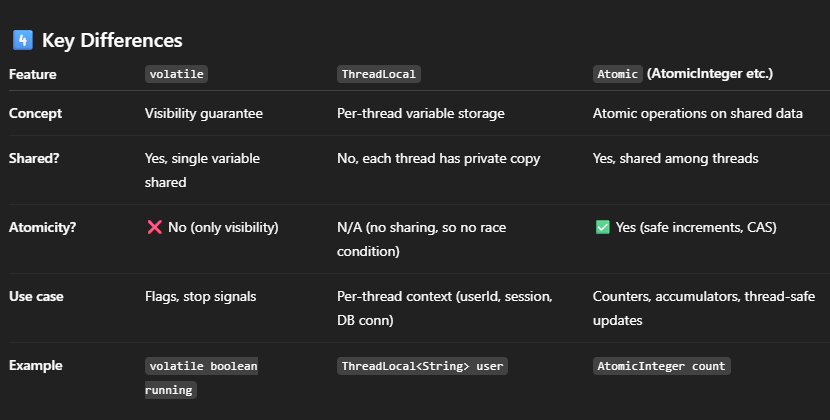 4 Key Differences
Feature volatile ThreadLocal Atomic (AtomicInteger etc.)
Concept Visibility guarantee Per-thread variable storage Atomic operations on shared data
Shared? Yes, single variable No, each thread has private copy Yes, shared among threads
shared
Atomicity? ❌ No (only visibility) N/A (no sharing, so no race ✅ Yes (safe increments, CAS)
condition)
Use case Flags, stop signals Per-thread context (userId, session, Counters, accumulators, thread-safe
DB conn) updates
Example volatile boolean ThreadLocal<String> user AtomicInteger count
running